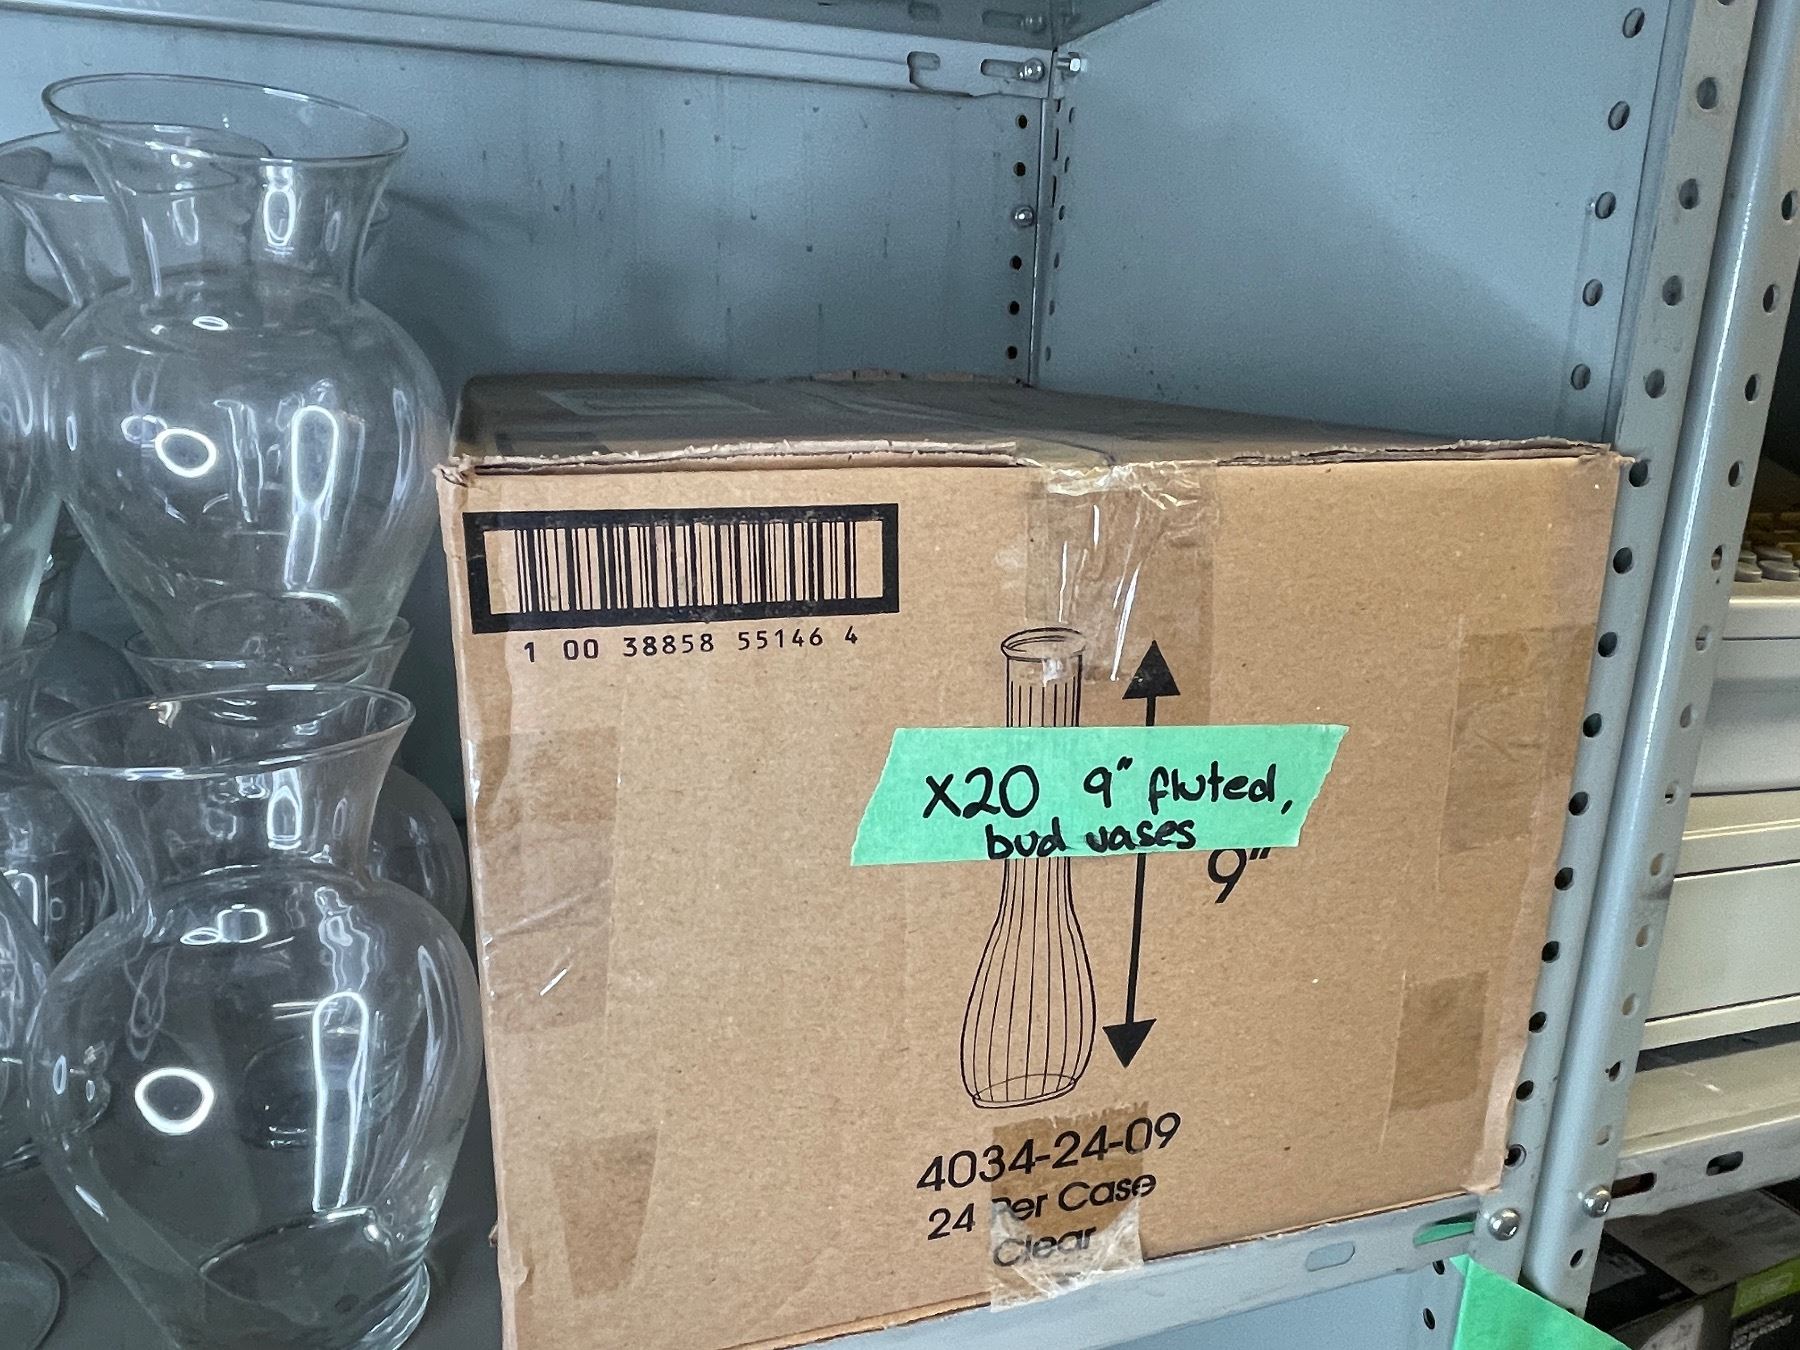 1 00 38858 55146 4
x20 9" fluted,
bud vases
9"
4034-24-09
24 Per Case
Clear